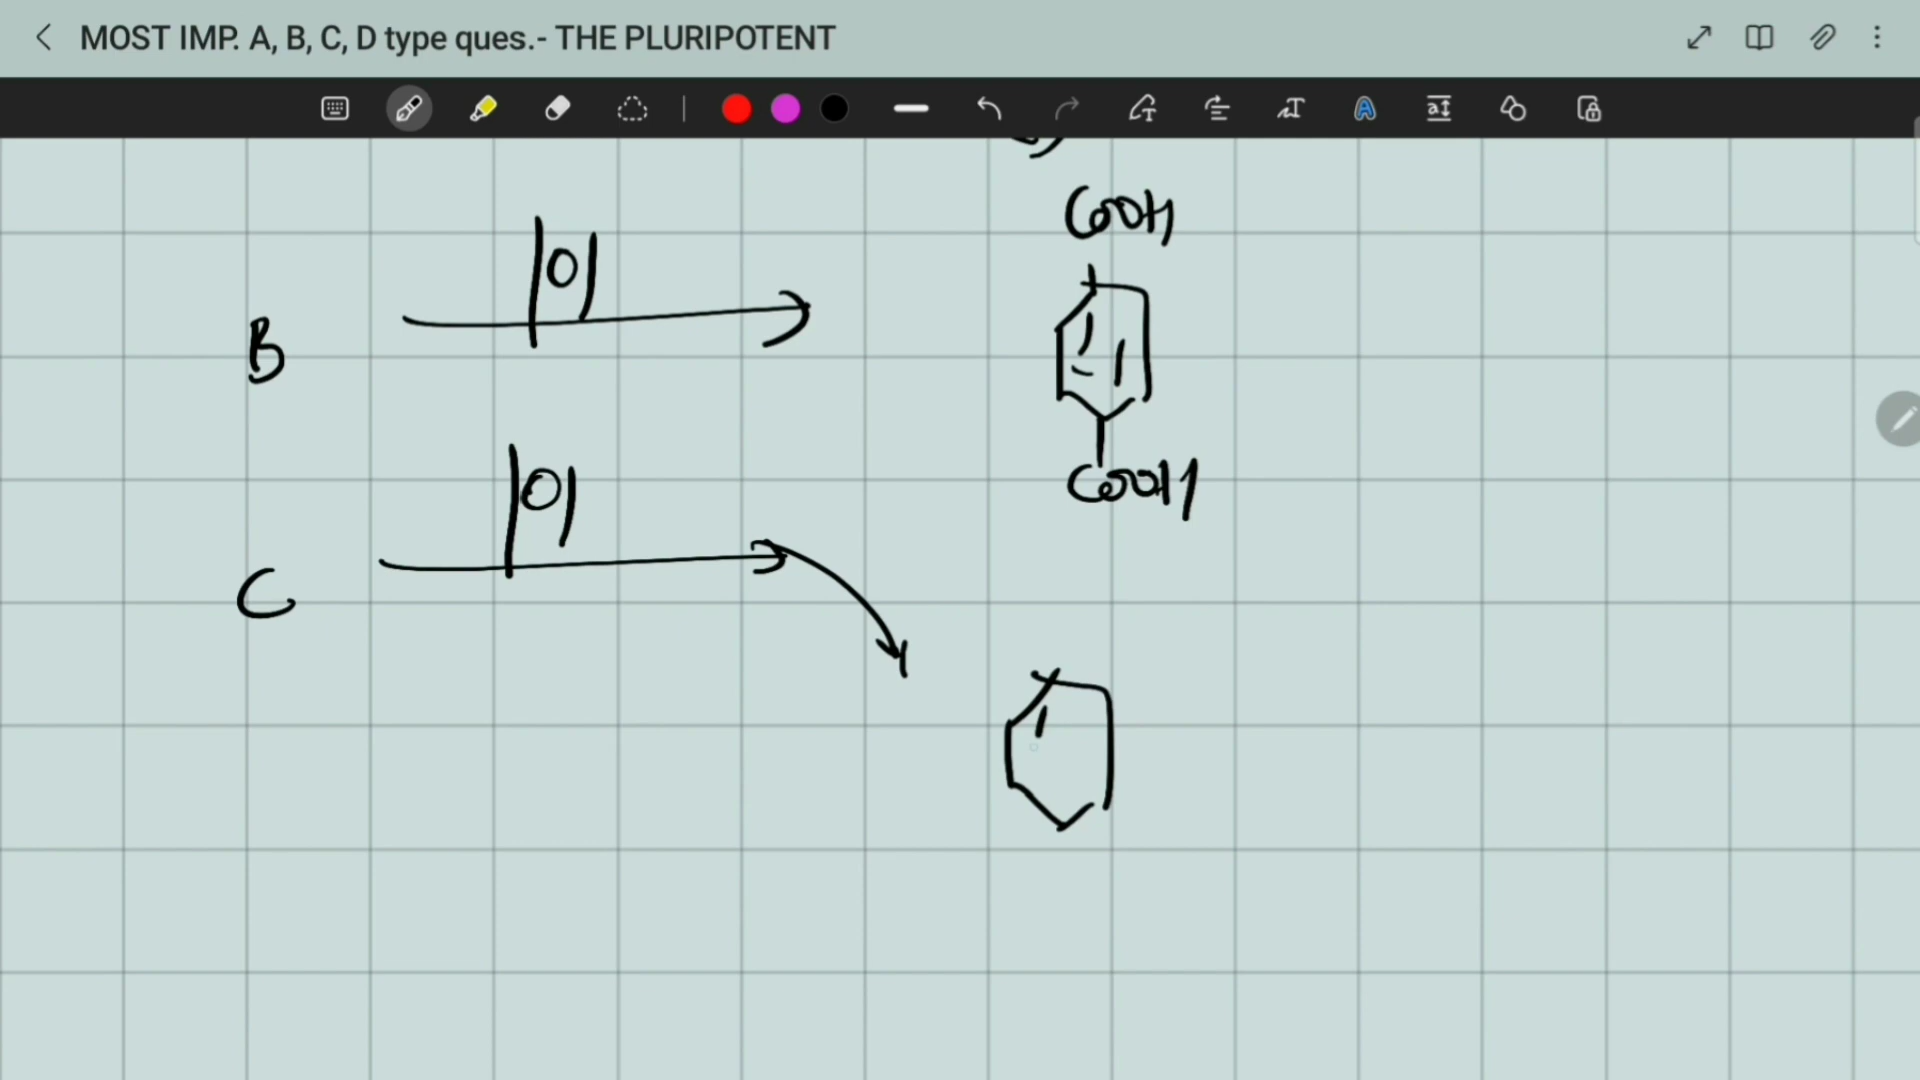 MOST IMP. A, B, C, D type ques.- THE PLURIPOTENT
COOH
|O|
B
COOH
|O|
C